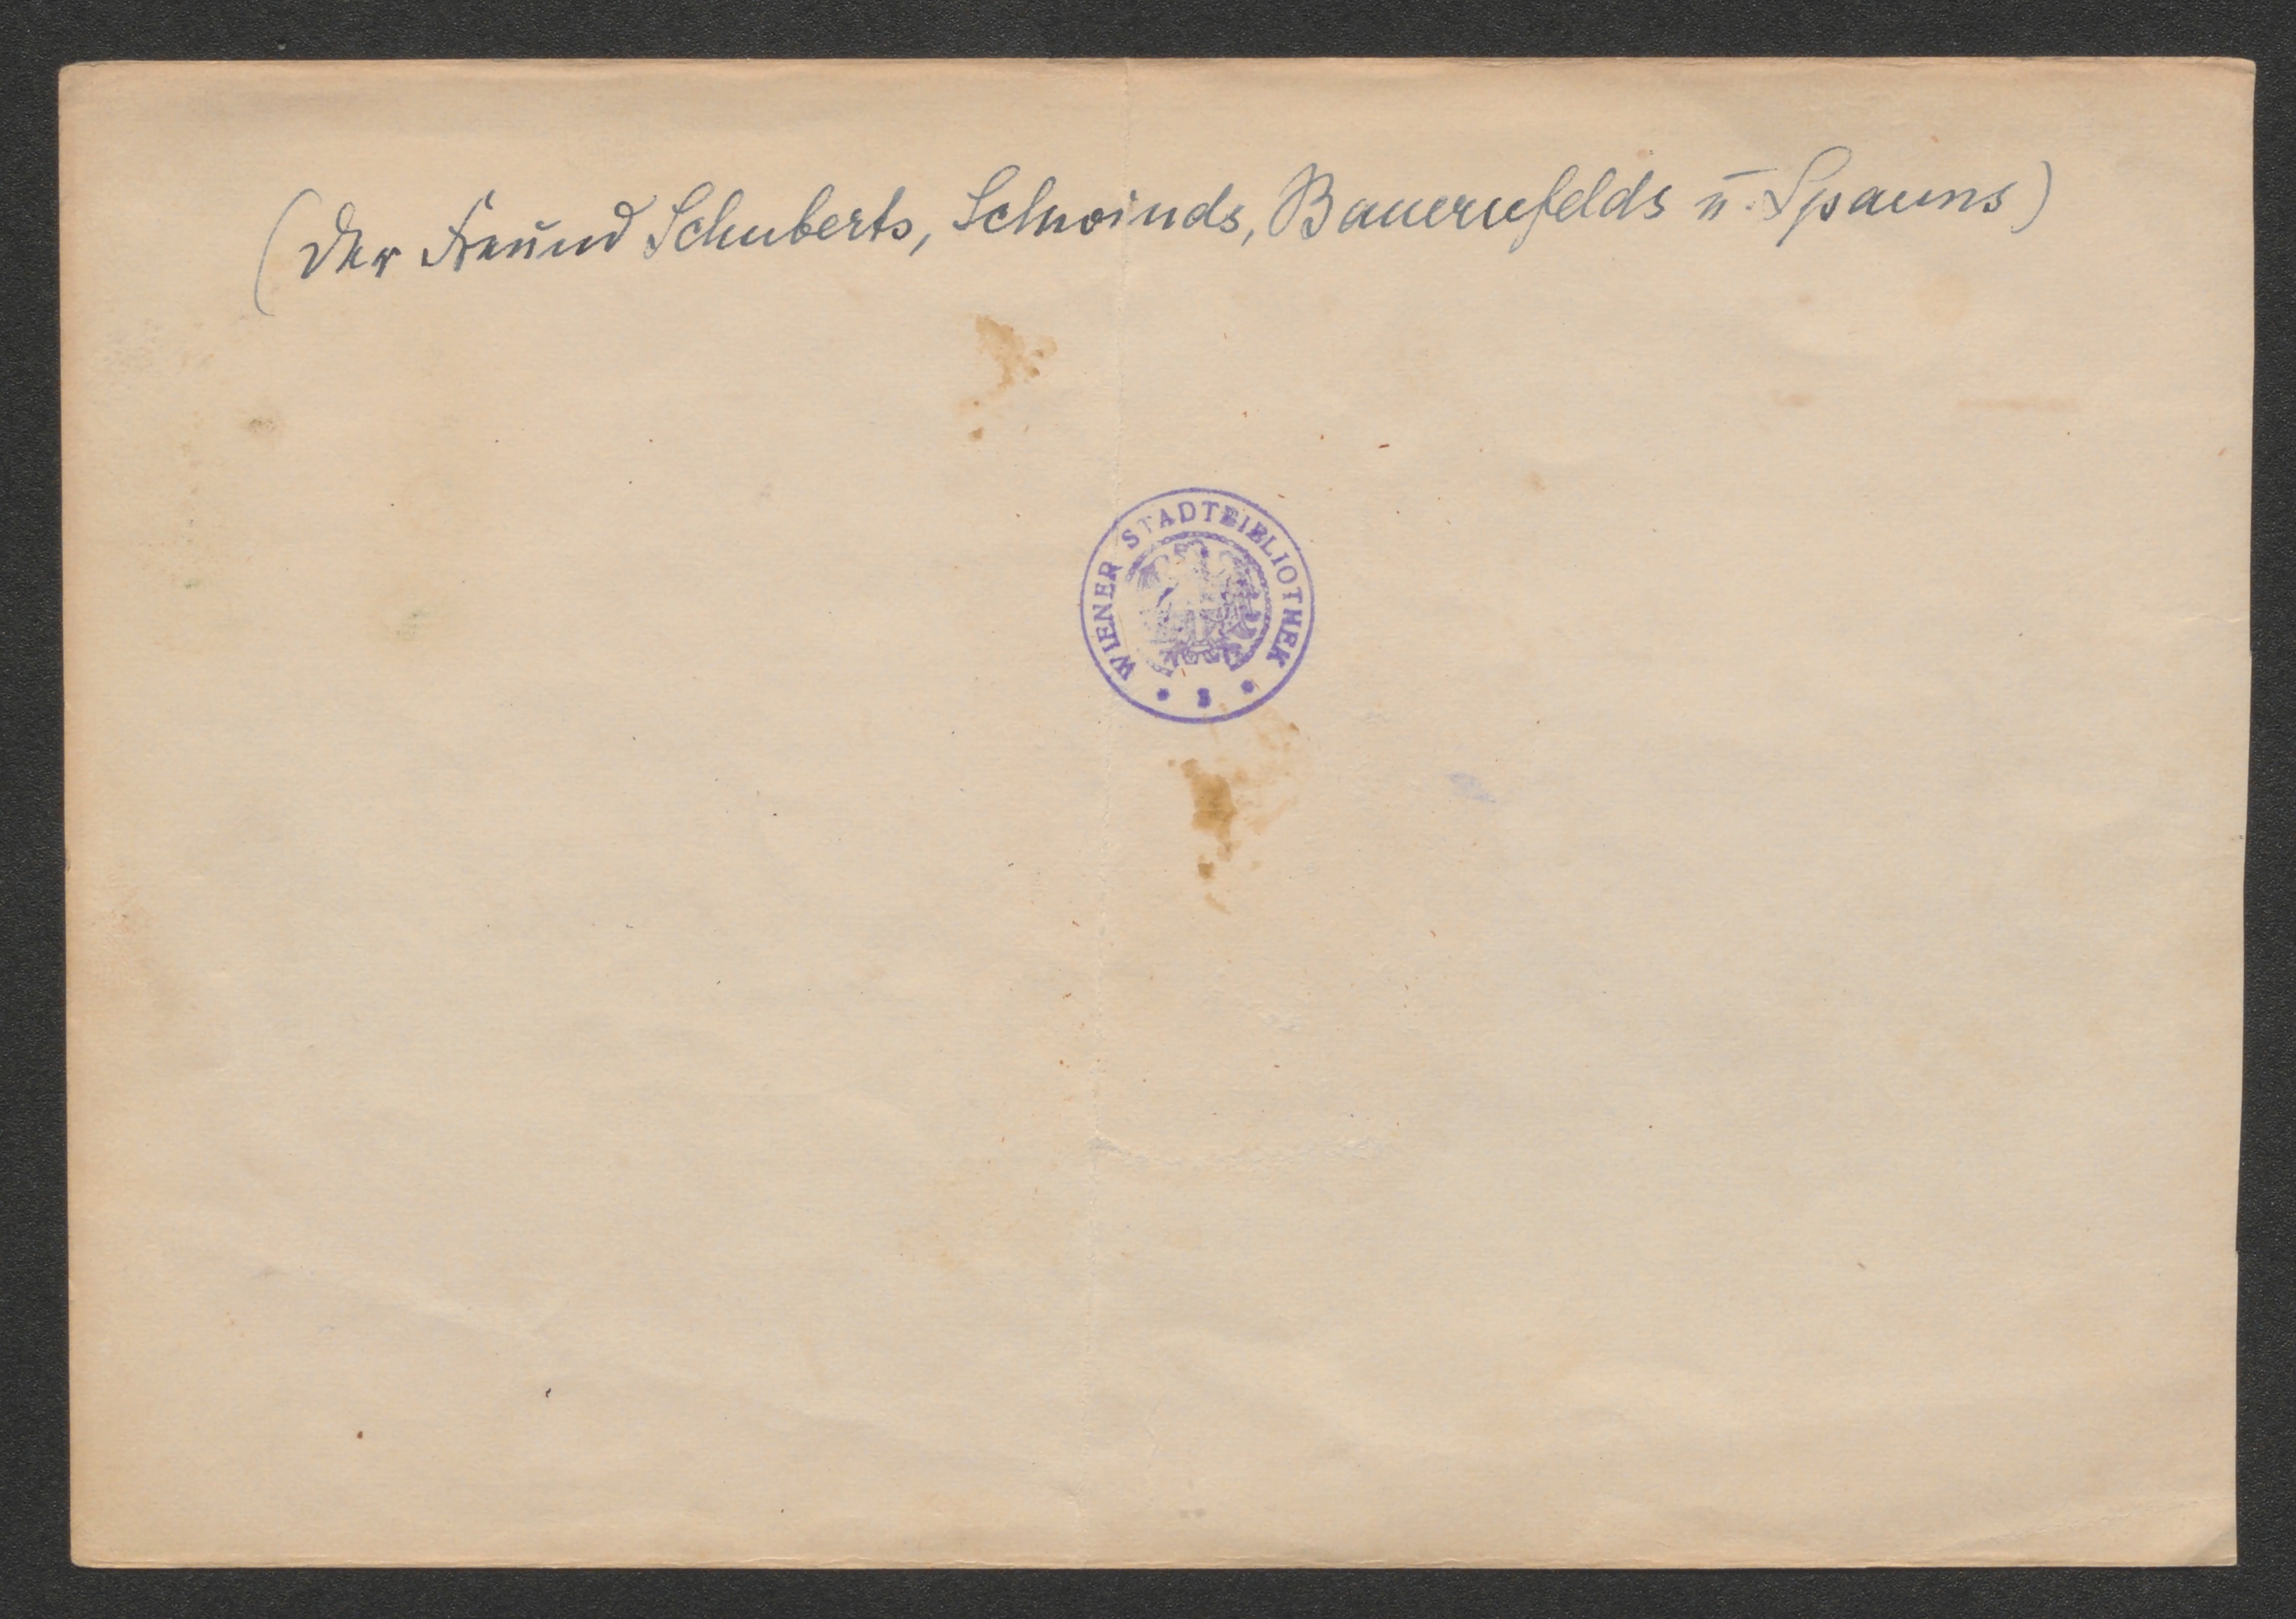 (Der Freund Schuberts, Schwinds, Bauernfelds u. Spauns)
WIENER STADTBIBLIOTHEK